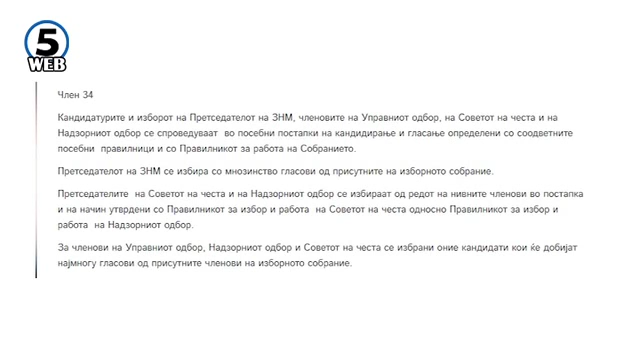 5
WEB
Член 34
Кандидатурите и изборот на Претседателот на ЗНМ, членовите на Управниот одбор, на Советот на честа и на
Надзорниот одбор се спроведуваат во посебни постапки на кандидирање и гласање определени со соодветните
посебни правилници и со Правилникот за работа на Собранието.
Претседателот на ЗНМ се избира со мнозинство гласови од присутните на изборното собрание.
Претседателите на Советот на честа и на Надзорниот одбор се избираат од редот на нивните членови во постапка
и на начин утврдени со Правилникот за избор и работа на Советот на честа односно Правилникот за избор и
работа на Надзорниот одбор.
За членови на Управниот одбор, Надзорниот одбор и Советот на честа се избрани оние кандидати кои ќе добијат
најмногу гласови од присутните членови на изборното собрание.